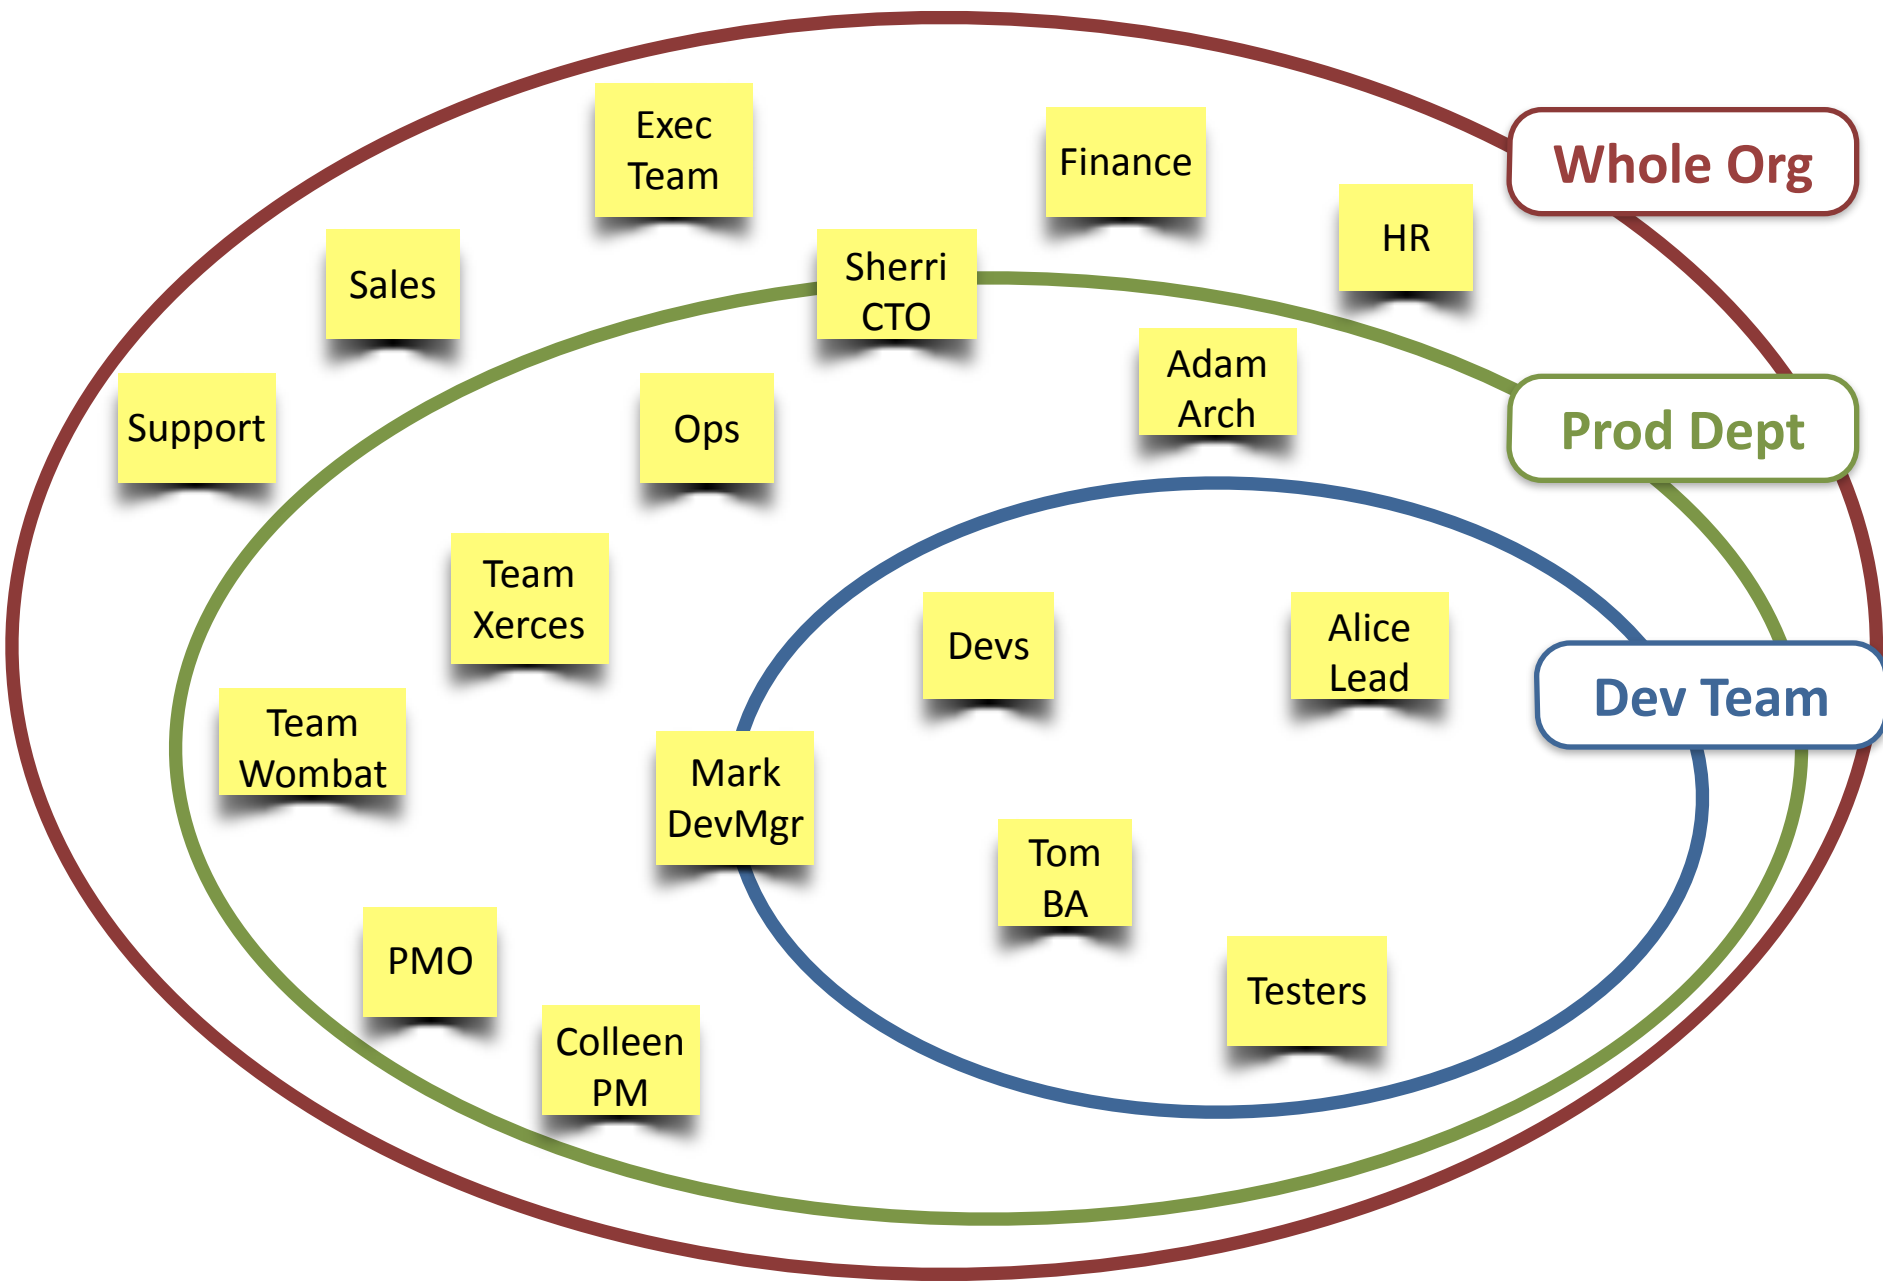 Exec
Team
Finance
Whole Org
HR
Sales
Sherri
CTO
Adam
Arch
Support
Ops
Prod Dept
Team
Xerces
Devs
Alice
Lead
Dev Team
Team
Wombat
Mark
DevMgr
Tom
BA
PMO
Testers
Colleen
PM